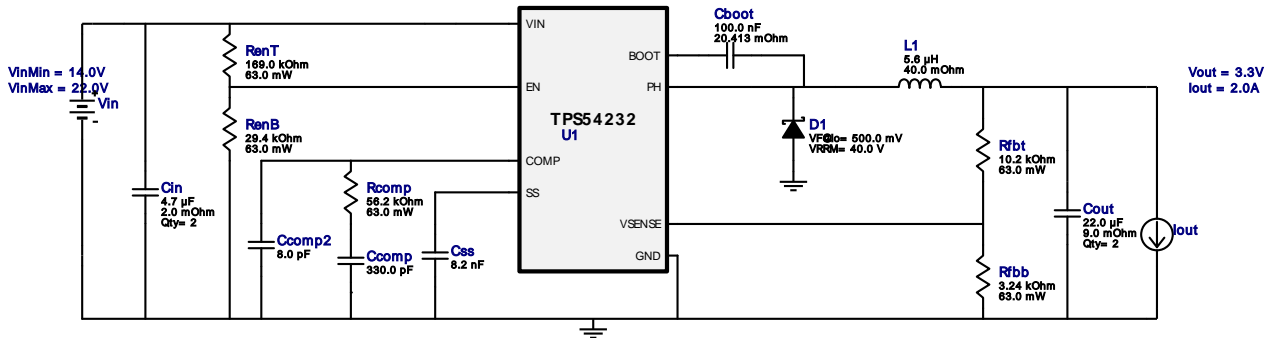 VinMin = 14.0V
VinMax = 22.0V
+
Vin
-
RenT
169.0 kOhm
63.0 mW
RenB
29.4 kOhm
63.0 mW
Cin
4.7 µF
2.0 mOhm
Qty= 2
Ccomp2
8.0 pF
Rcomp
56.2 kOhm
63.0 mW
Ccomp
330.0 pF
Css
8.2 nF
VIN
EN
COMP
SS
TPS54232
U1
BOOT
PH
VSENSE
GND
Cboot
100.0 nF
20.413 mOhm
L1
5.6 µH
40.0 mOhm
D1
VF@Io= 500.0 mV
VRRM= 40.0 V
Rfbt
10.2 kOhm
63.0 mW
Rfbb
3.24 kOhm
63.0 mW
Cout
22.0 µF
9.0 mOhm
Qty= 2
Iout
Vout = 3.3V
Iout = 2.0A